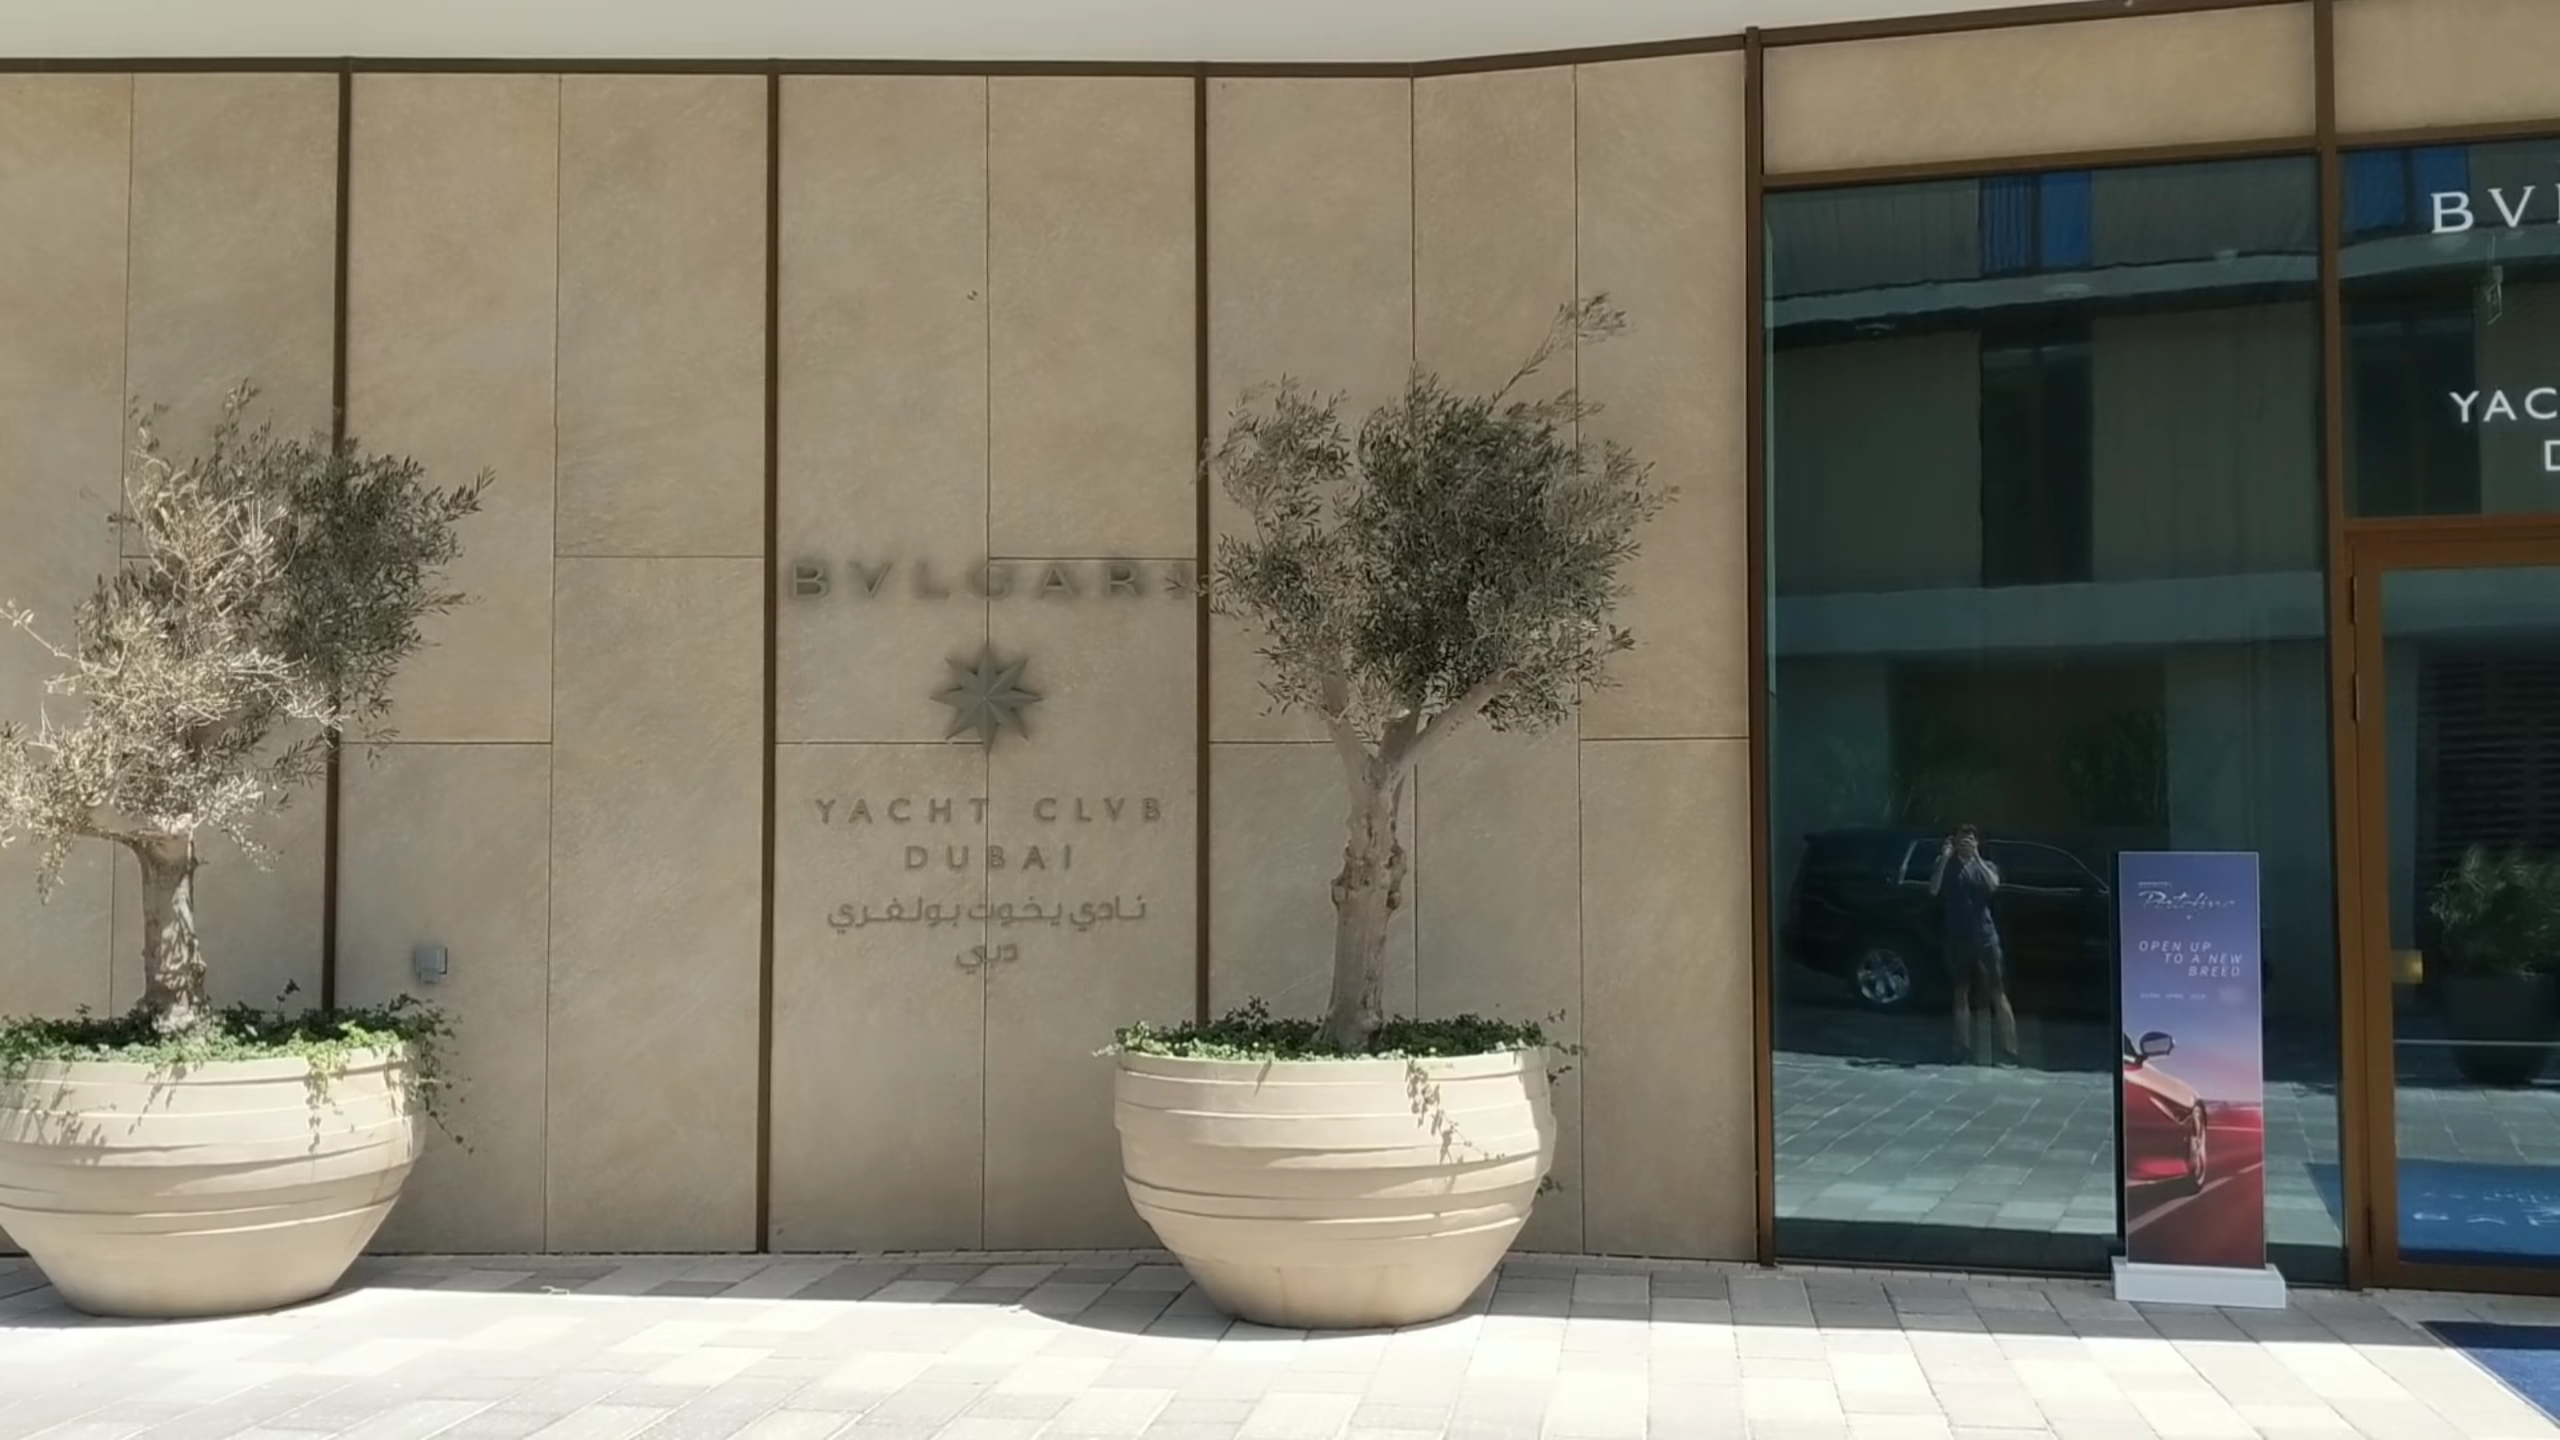 BVLGARI
YACHT CLVB
DUBAI
نادي يخوت بولغري
دبي
BV
YAC
D
OPEN UP
TO A NEW
BREED